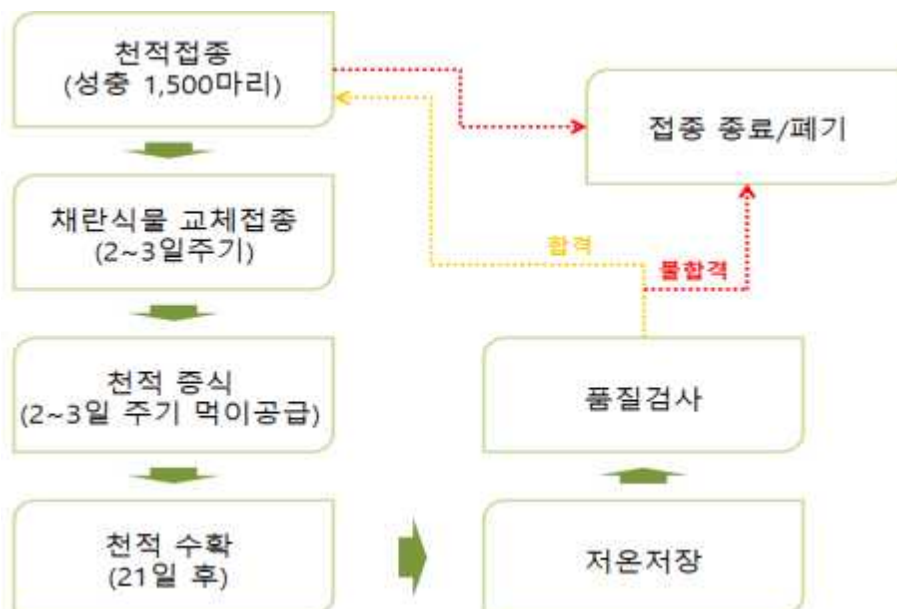 천적접종
(성충 1,500마리)
접종 종료/폐기
채란식물 교체접종
(2~3일주기)
합격
불합격
천적 증식
(2~3일 주기 먹이공급)
품질검사
천적 수확
(21일 후)
저온저장